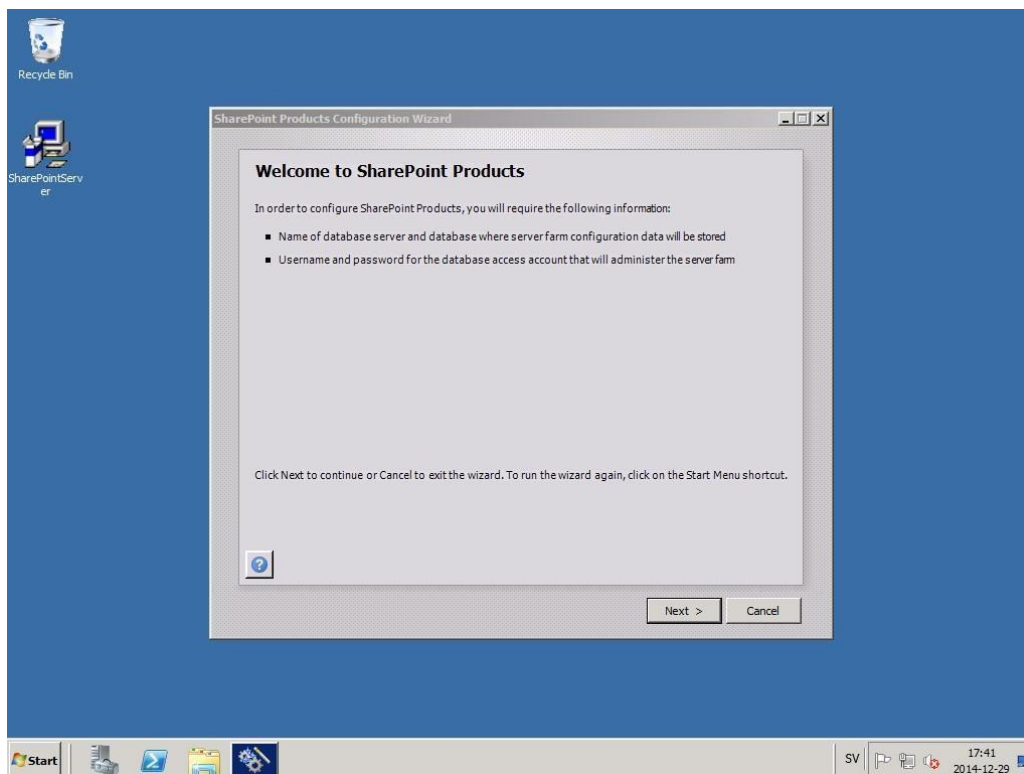 Recycle Bin
SharePointServ
er
SharePoint Products Configuration Wizard
Welcome to SharePoint Products
In order to configure SharePoint Products, you will require the following information:
Name of database server and database where server farm configuration data will be stored
Username and password for the database access account that will administer the server farm
Click Next to continue or Cancel to exit the wizard. To run the wizard again, click on the Start Menu shortcut.
?
Next >
Cancel
Start
SV
17:41
2014-12-29